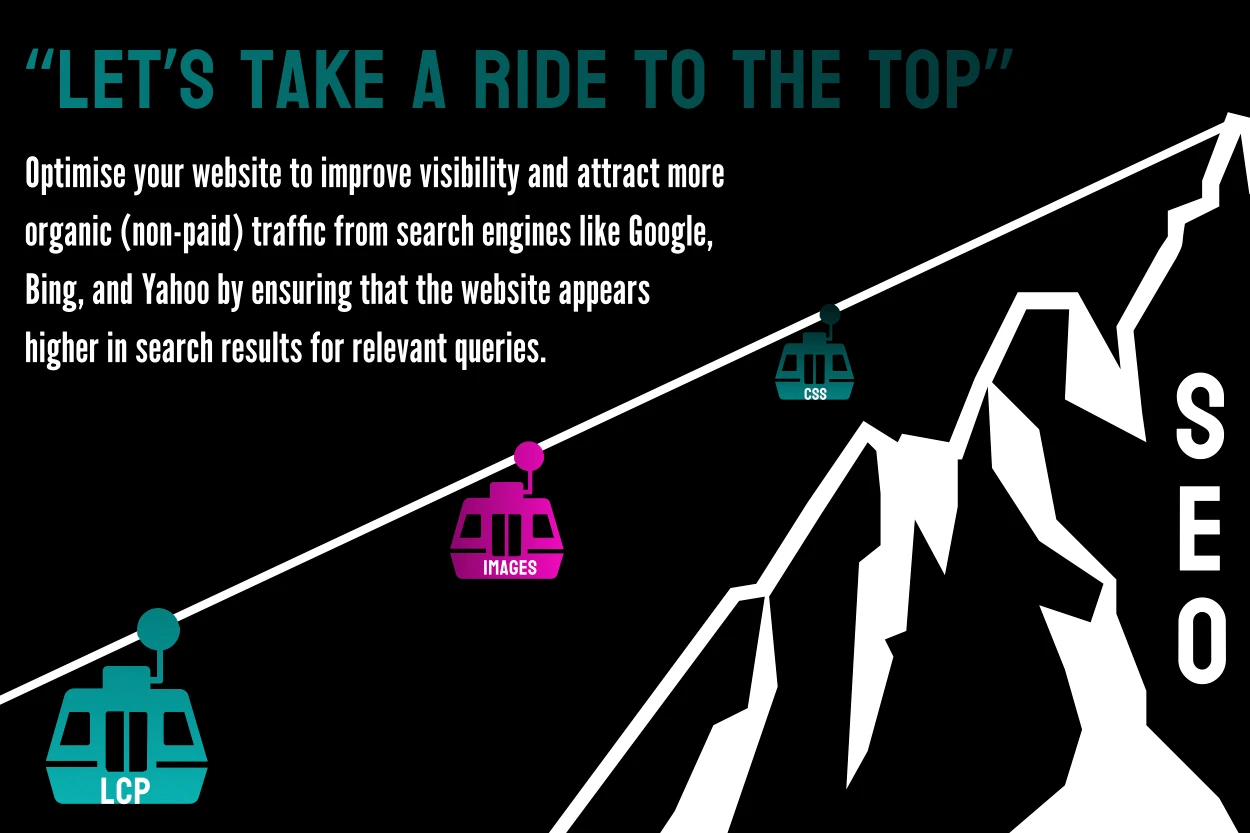 “LET’S TAKE A RIDE TO THE TOP”
Optimise your website to improve visibility and attract more
organic (non-paid) traffic from search engines like Google,
Bing, and Yahoo by ensuring that the website appears
higher in search results for relevant queries.
CSS
IMAGES
LCP
SEO